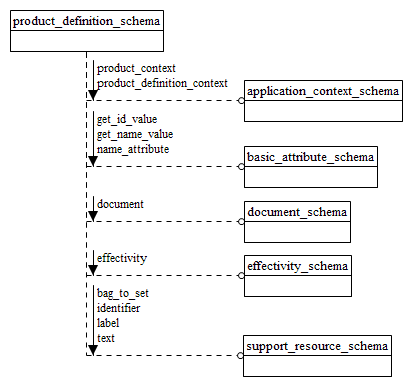 product_definition_schema
product_context
product_definition_context
application_context_schema
get_id_value
get_name_value
name_attribute
basic_attribute_schema
document
document_schema
effectivity
effectivity_schema
bag_to_set
identifier
label
text
support_resource_schema